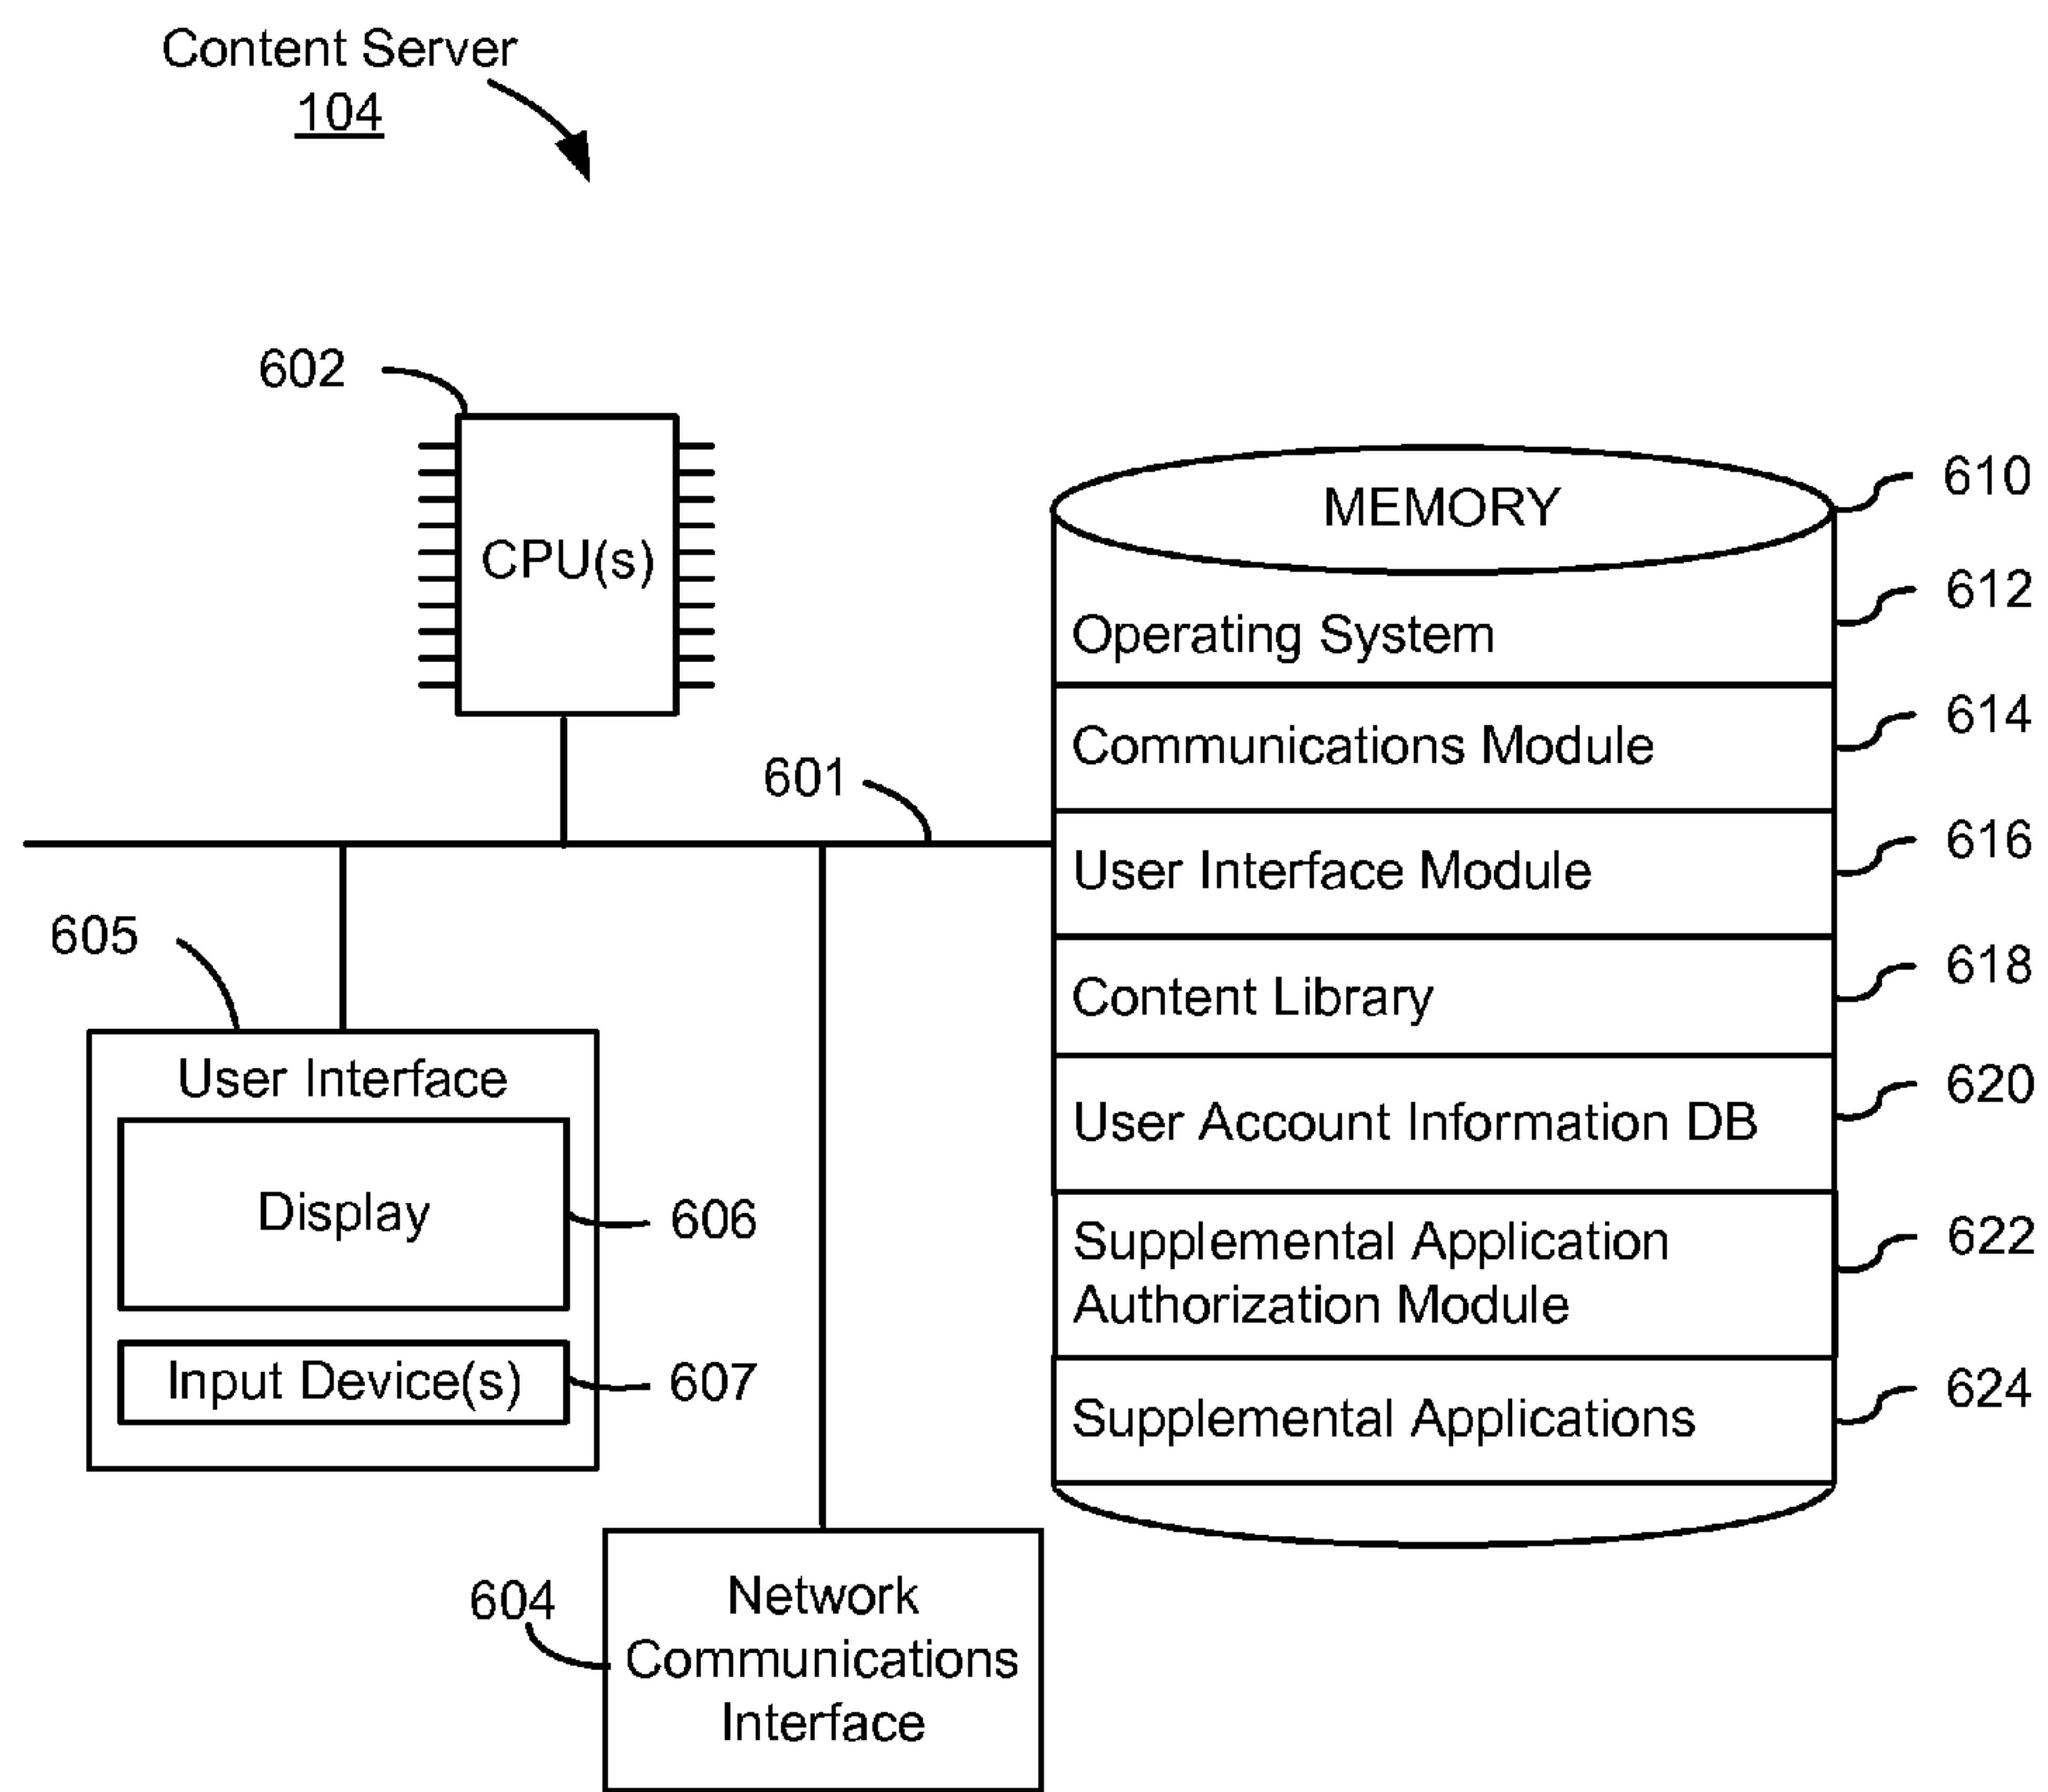 Content Server
104
602
CPU(s)
601
605
User Interface
Display
606
Input Device(s)
607
604
Network
Communications
Interface
MEMORY
610
Operating System
612
Communications Module
614
User Interface Module
616
Content Library
618
User Account Information DB
620
Supplemental Application
Authorization Module
622
Supplemental Applications
624